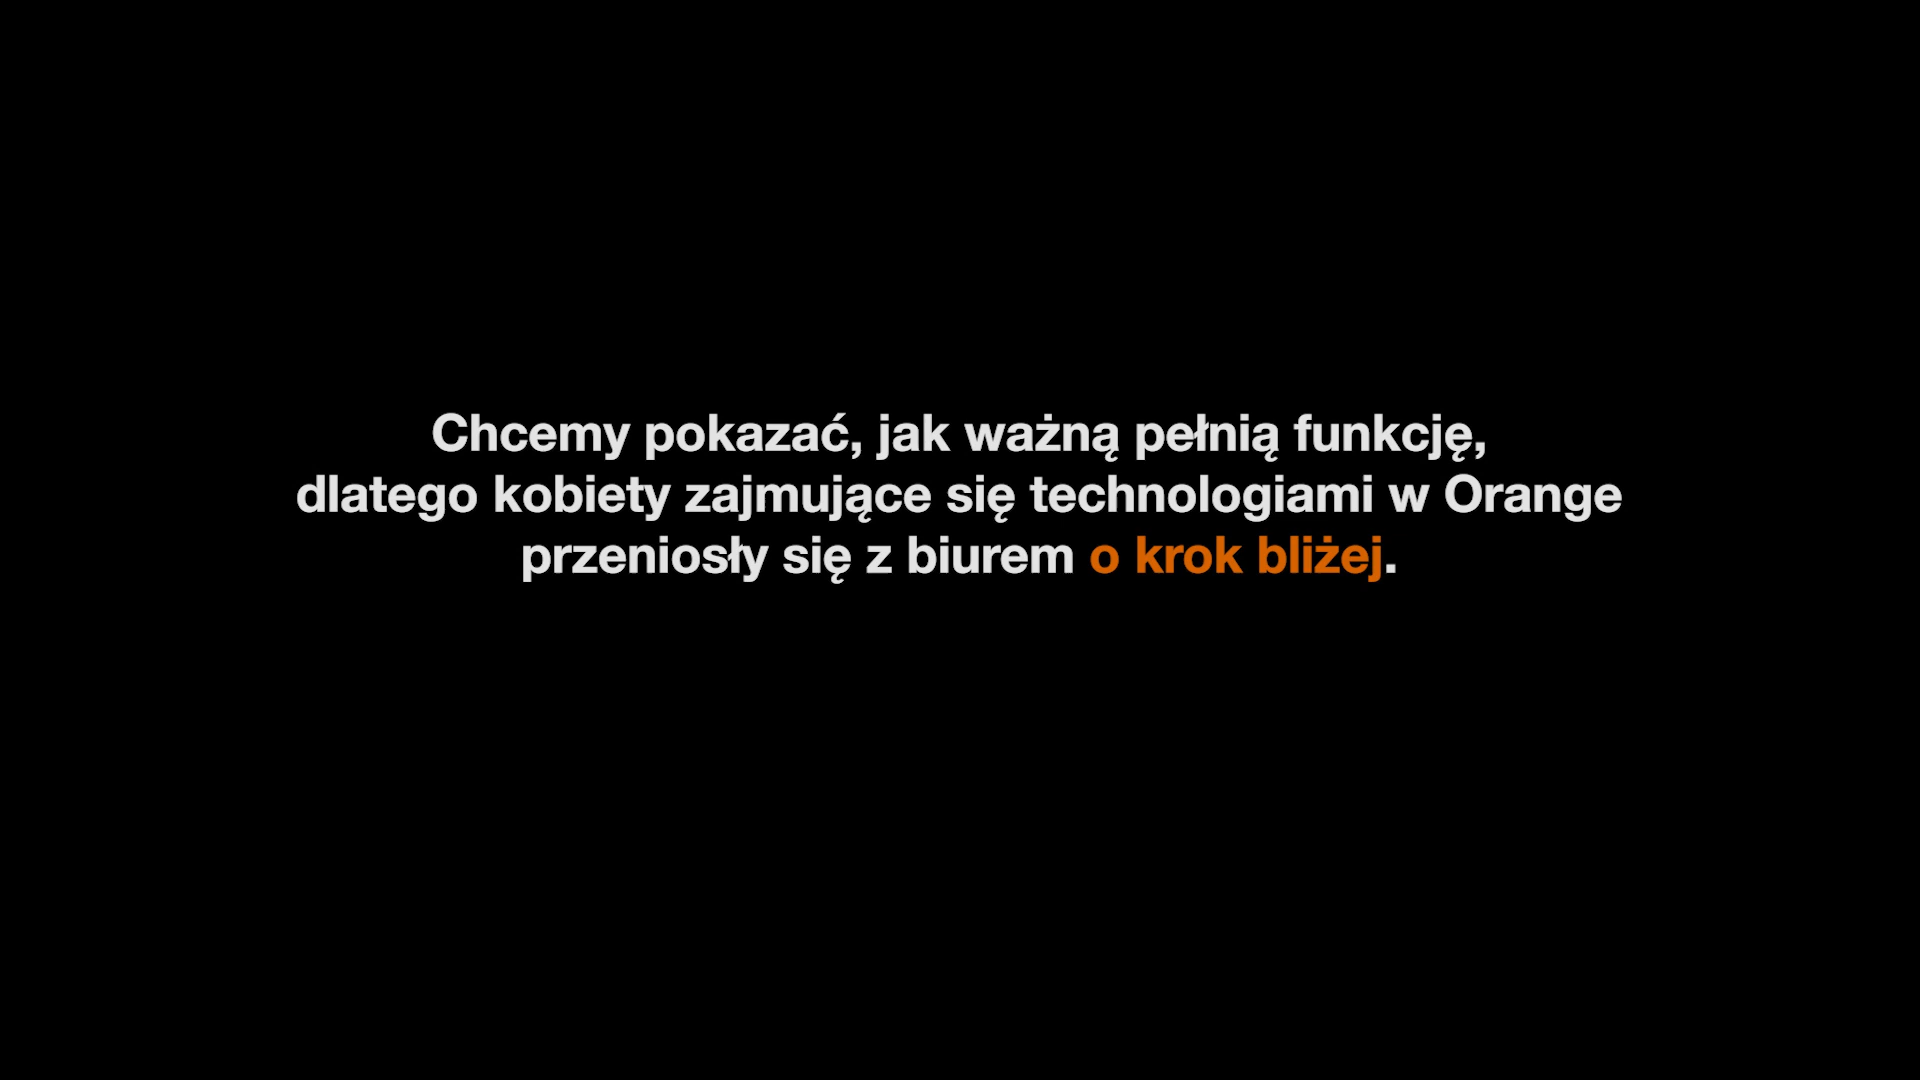 Chcemy pokazać, jak ważną pełnią funkcję,
dlatego kobiety zajmujące się technologiami w Orange
przeniosły się z biurem o krok bliżej.